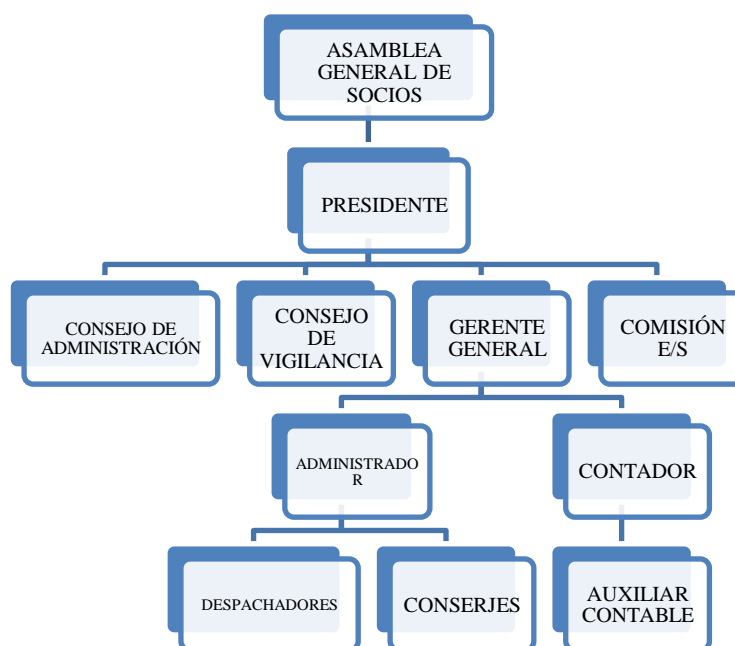 ASAMBLEA
GENERAL DE
SOCIOS
PRESIDENTE
CONSEJO DE
ADMINISTRACIÓN
CONSEJO
DE
VIGILANCIA
GERENTE
GENERAL
COMISIÓN
E/S
ADMINISTRADO
R
CONTADOR
DESPACHADORES
CONSERJES
AUXILIAR
CONTABLE